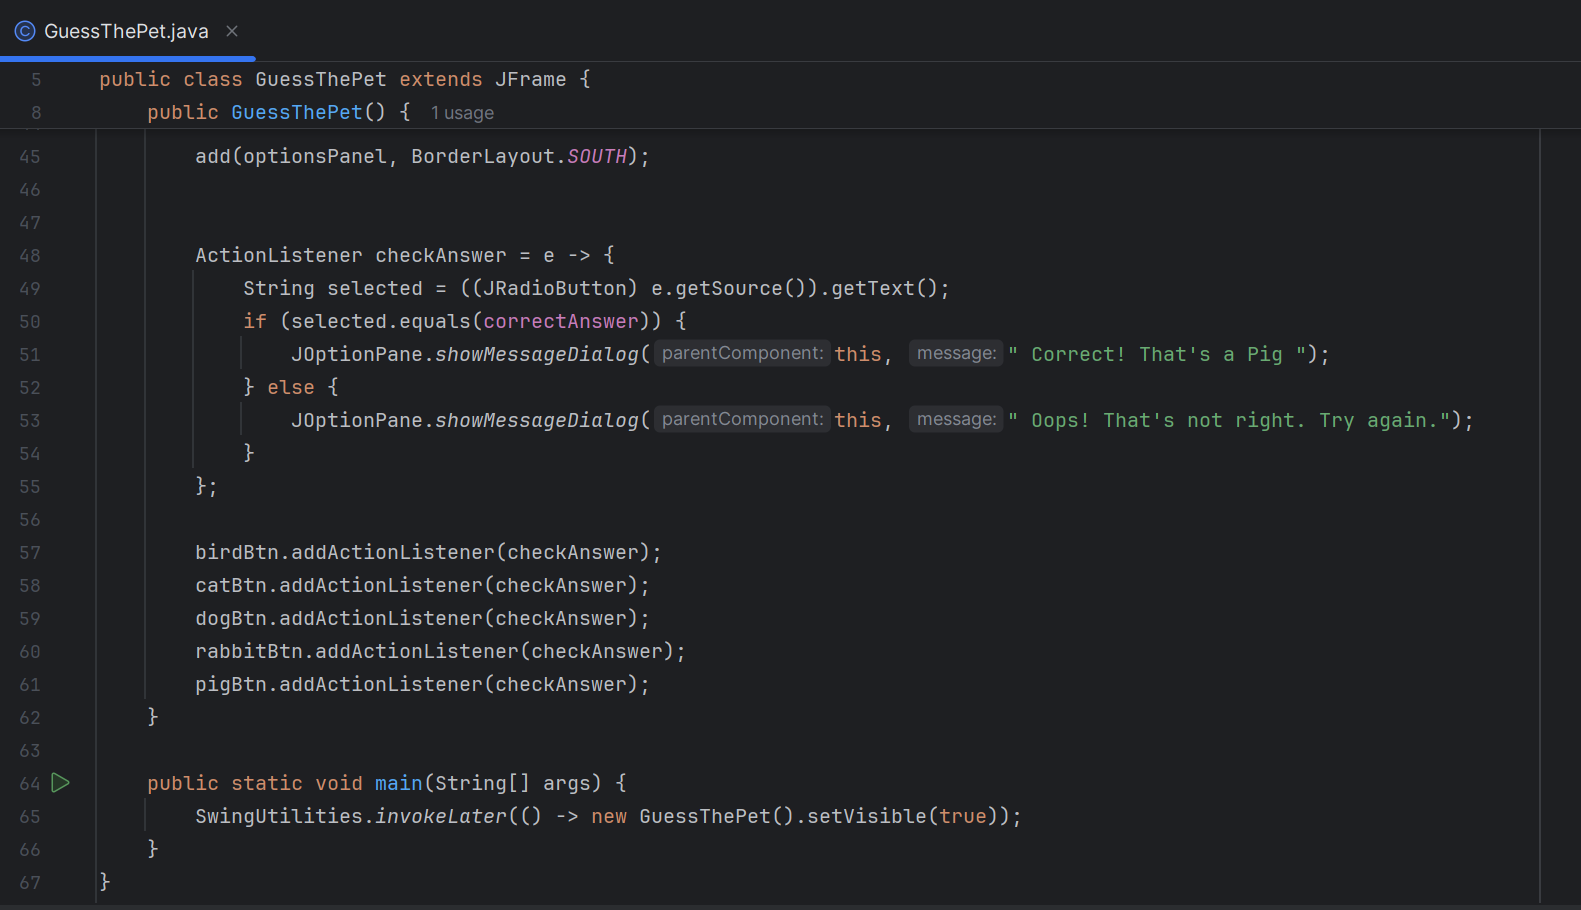 GuessThePet.java
5 public class GuessThePet extends JFrame {
8 public GuessThePet() { 1 usage
45 add(optionsPanel, BorderLayout.SOUTH);
46
47
48 ActionListener checkAnswer = e -> {
49 String selected = ((JRadioButton) e.getSource()).getText();
50 if (selected.equals(correctAnswer)) {
51 JOptionPane.showMessageDialog( parentComponent: this, message: " Correct! That's a Pig ");
52 } else {
53 JOptionPane.showMessageDialog( parentComponent: this, message: " Oops! That's not right. Try again.");
54 }
55 };
56
57 birdBtn.addActionListener(checkAnswer);
58 catBtn.addActionListener(checkAnswer);
59 dogBtn.addActionListener(checkAnswer);
60 rabbitBtn.addActionListener(checkAnswer);
61 pigBtn.addActionListener(checkAnswer);
62 }
63
64 public static void main(String[] args) {
65 SwingUtilities.invokeLater(() -> new GuessThePet().setVisible(true));
66 }
67 }